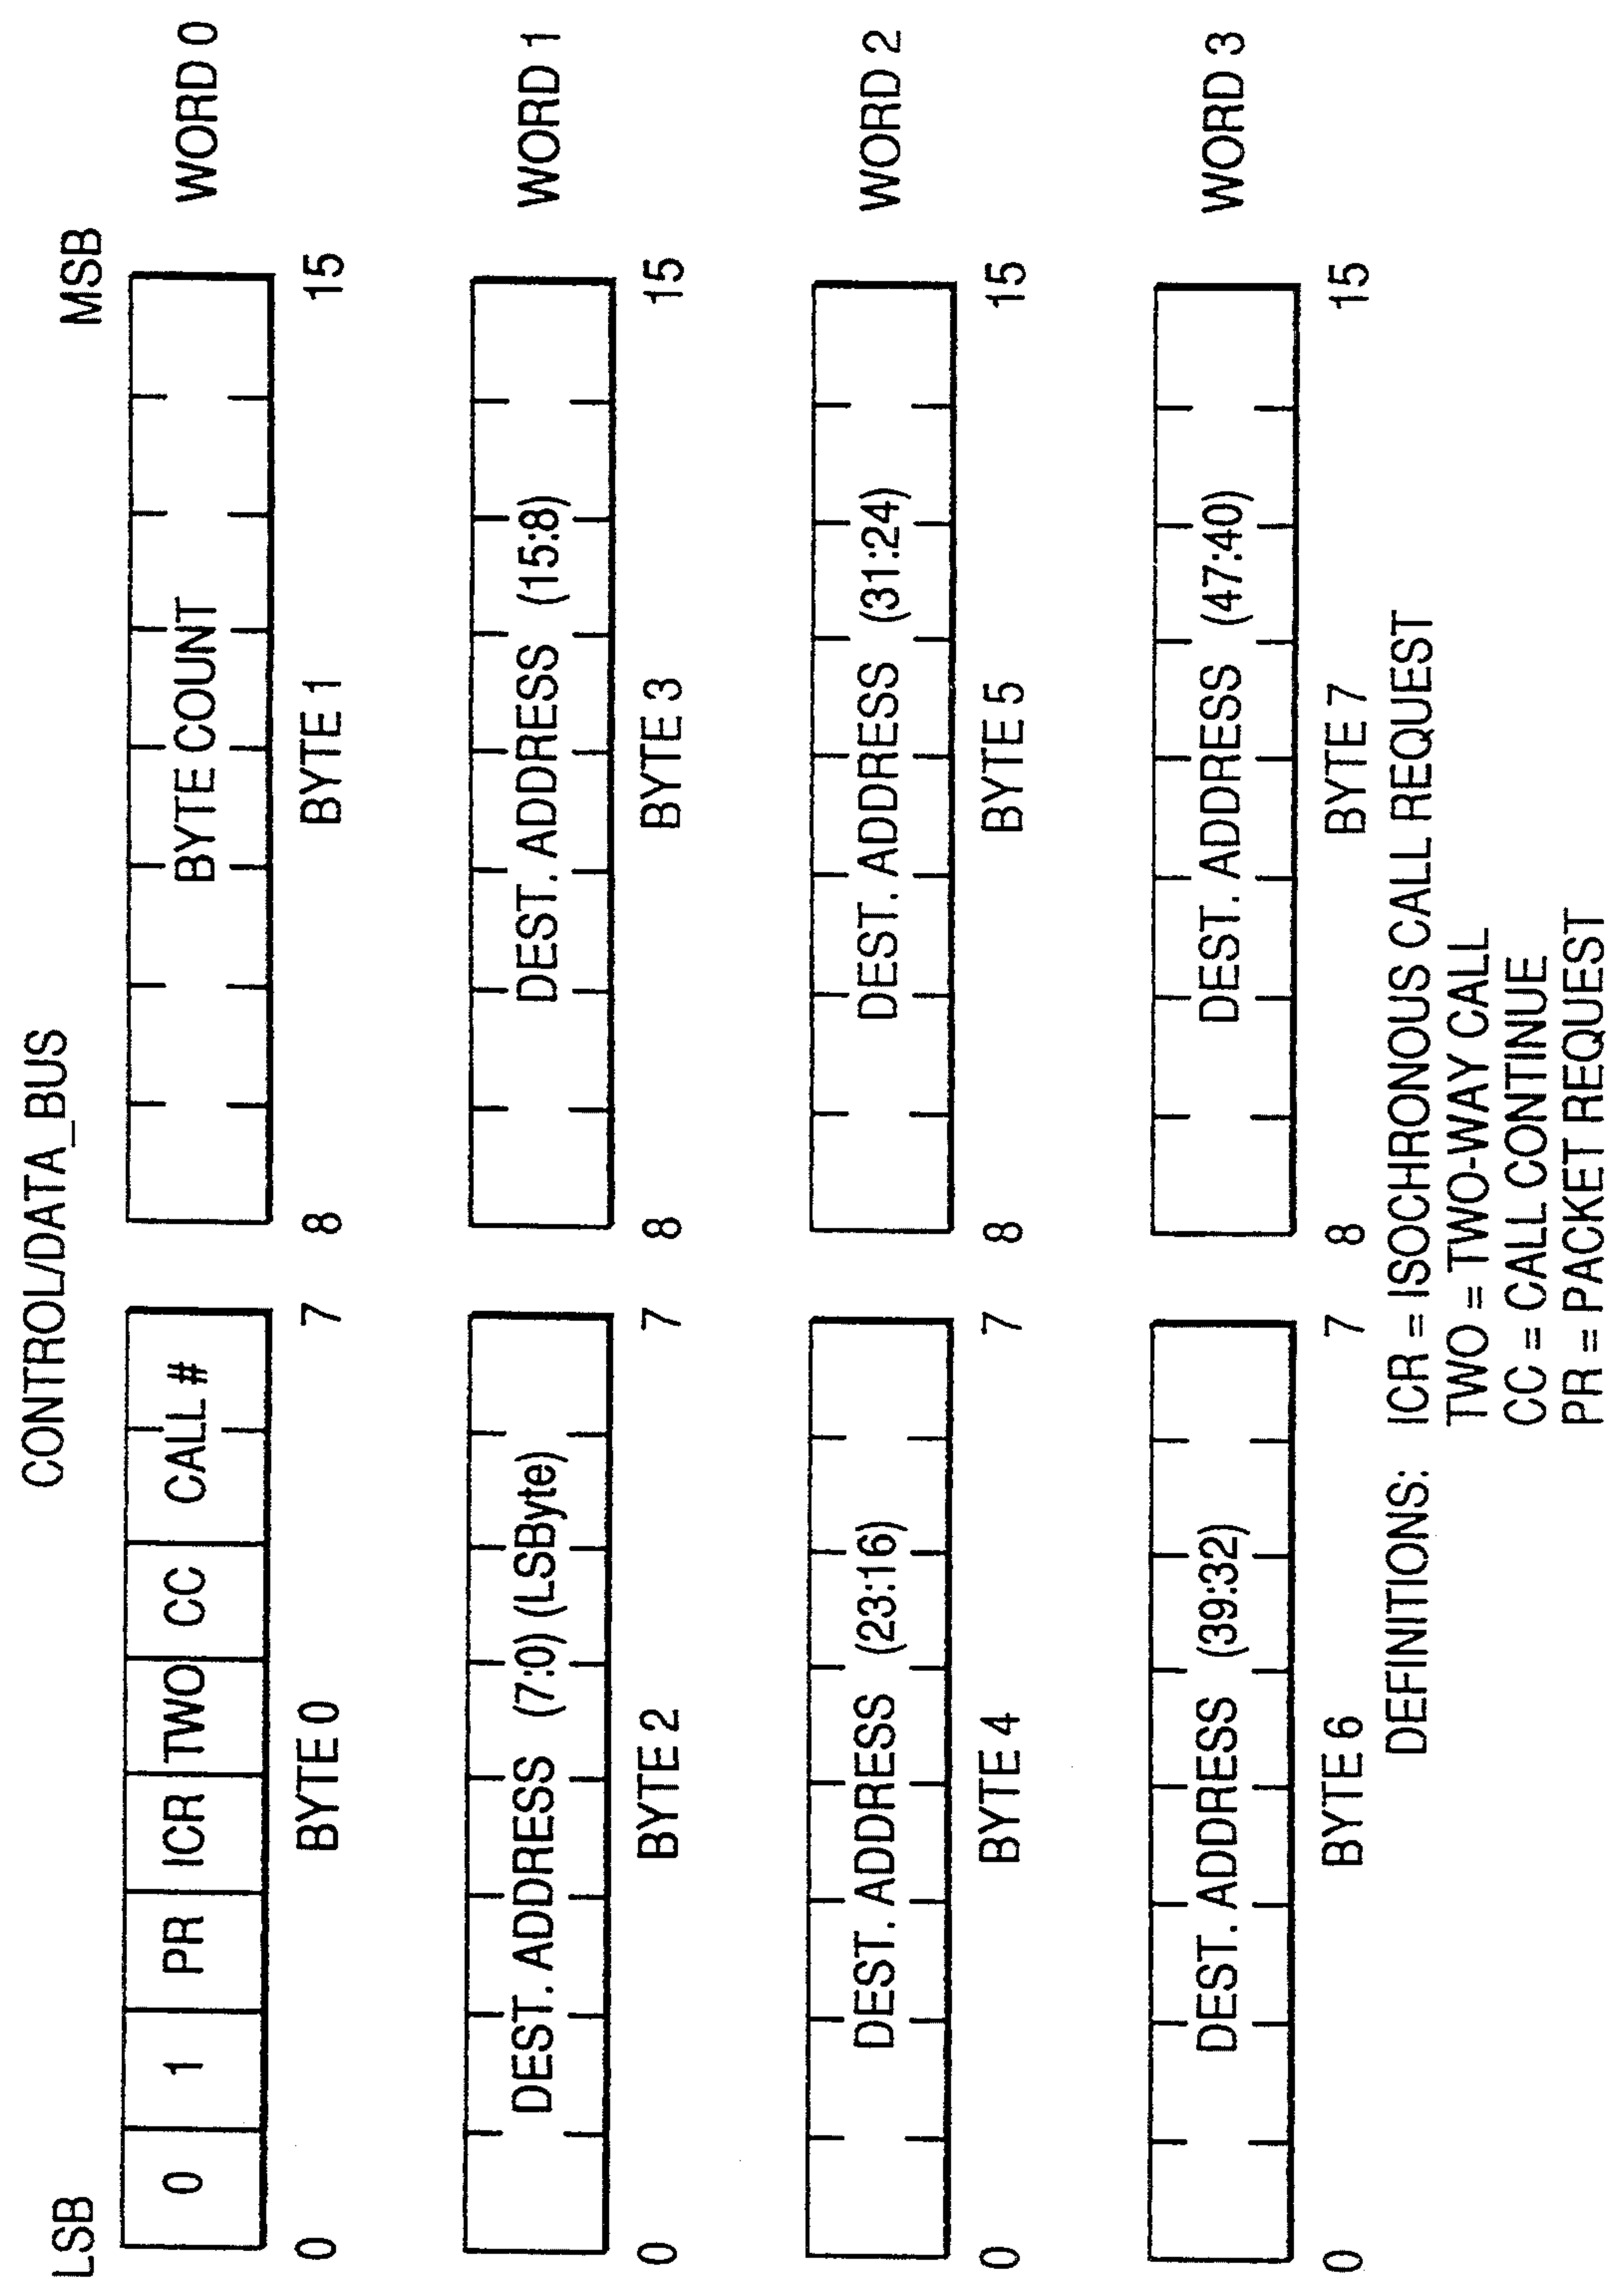 CONTROL/DATA_BUS
LSB MSB
0 1 PR ICR TWO CC CALL # BYTE COUNT WORD 0
0 BYTE 0 7 8 BYTE 1 15
DEST. ADDRESS (7:0) (LSByte) DEST. ADDRESS (15:8) WORD 1
0 BYTE 2 7 8 BYTE 3 15
DEST. ADDRESS (23:16) DEST. ADDRESS (31:24) WORD 2
0 BYTE 4 7 8 BYTE 5 15
DEST. ADDRESS (39:32) DEST. ADDRESS (47:40) WORD 3
0 BYTE 6 7 8 BYTE 7 15
DEFINITIONS: ICR = ISOCHRONOUS CALL REQUEST
TWO = TWO-WAY CALL
CC = CALL CONTINUE
PR = PACKET REQUEST